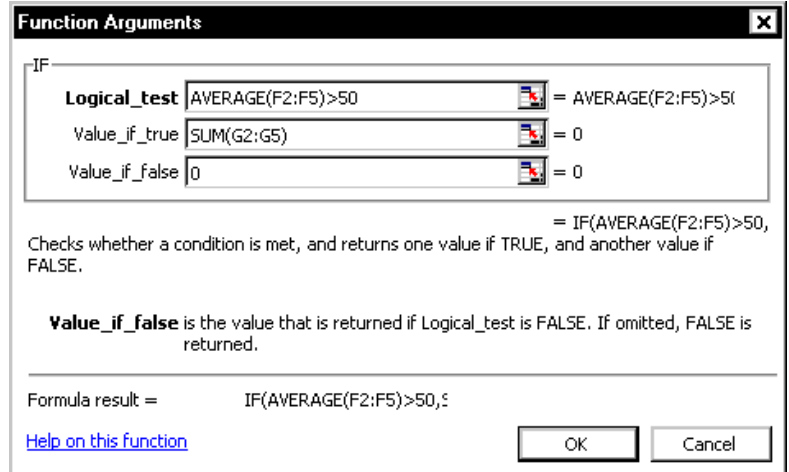 Function Arguments
IF
Logical_test AVERAGE(F2:F5)>50 = AVERAGE(F2:F5)>5(
Value_if_true SUM(G2:G5) = 0
Value_if_false 0 = 0
= IF(AVERAGE(F2:F5)>50,
Checks whether a condition is met, and returns one value if TRUE, and another value if
FALSE.
Value_if_false is the value that is returned if Logical_test is FALSE. If omitted, FALSE is
returned.
Formula result = IF(AVERAGE(F2:F5)>50,
Help on this function OK Cancel